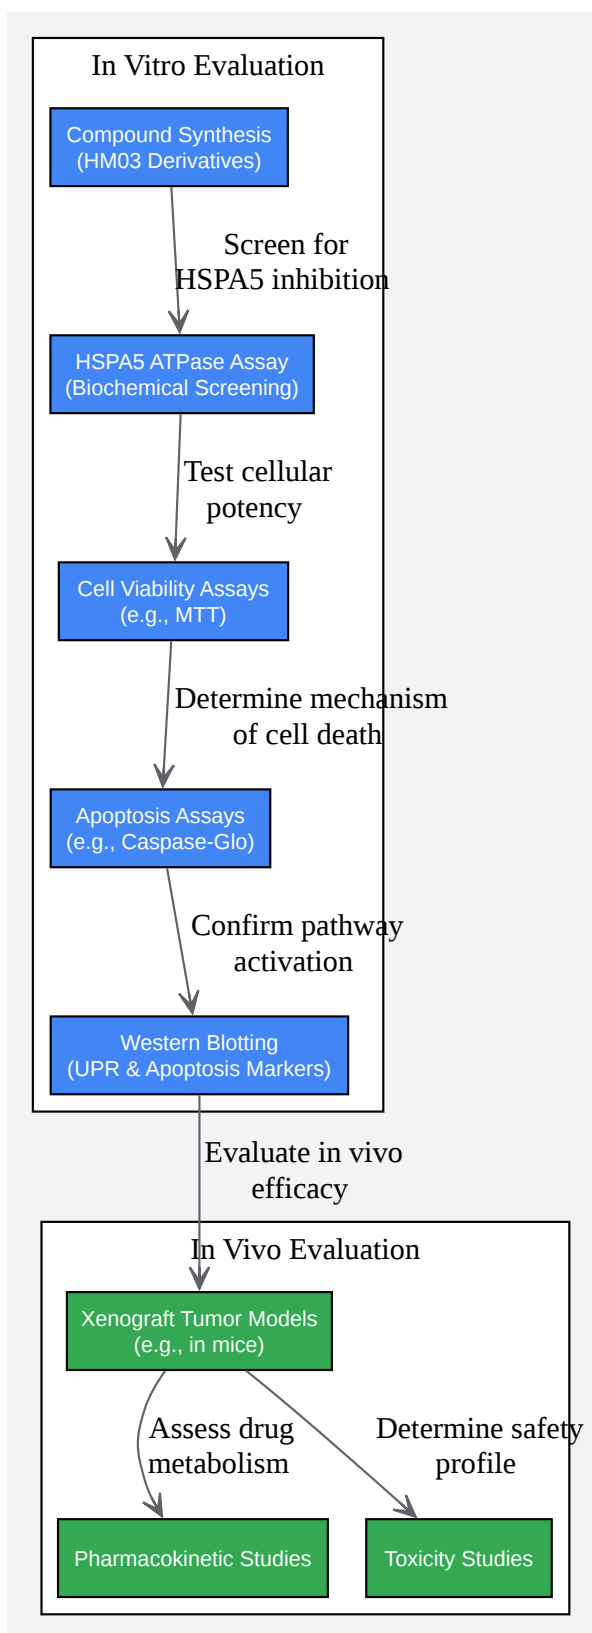 In Vitro Evaluation
Compound Synthesis
(HM03 Derivatives)
Screen for
HSPA5 inhibition
HSPA5 ATPase Assay
(Biochemical Screening)
Test cellular
potency
Cell Viability Assays
(e.g., MTT)
Determine mechanism
of cell death
Apoptosis Assays
(e.g., Caspase-Glo)
Confirm pathway
activation
Western Blotting
(UPR & Apoptosis Markers)
Evaluate in vivo
efficacy
In Vivo Evaluation
Xenograft Tumor Models
(e.g., in mice)
Assess drug
metabolism
Determine safety
profile
Pharmacokinetic Studies
Toxicity Studies